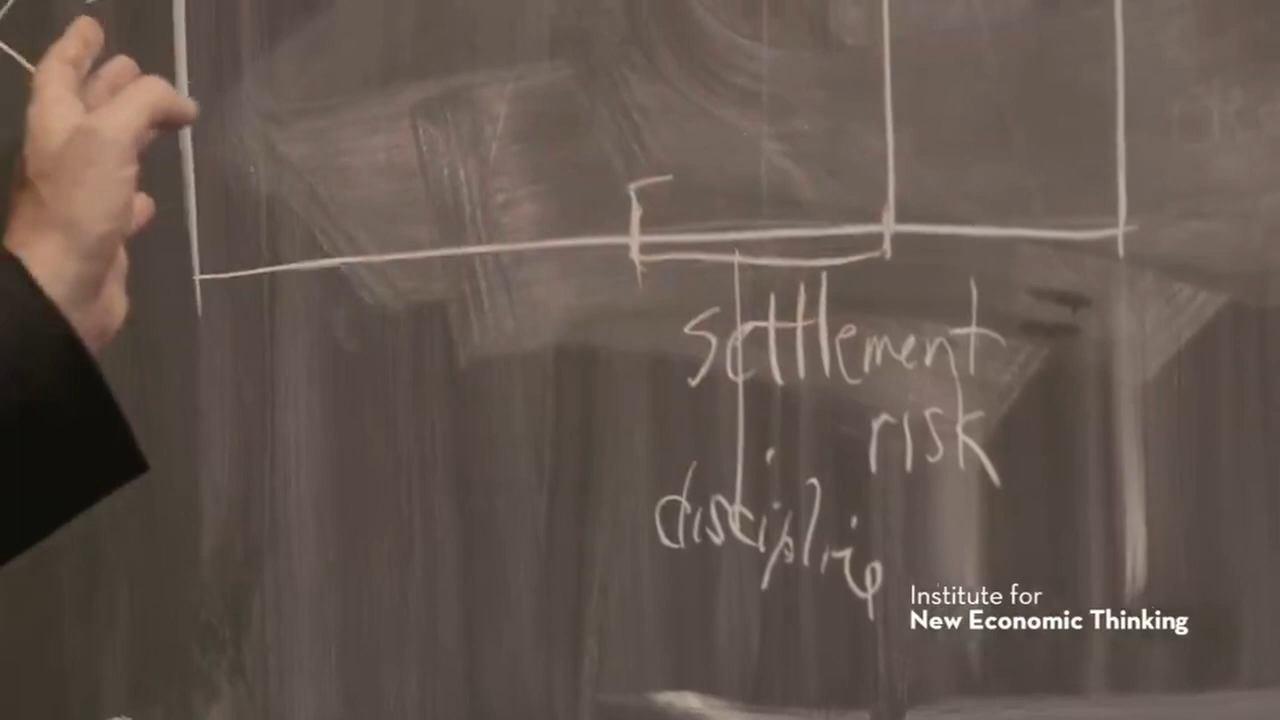 settlement
risk
discipline
Institute for
New Economic Thinking